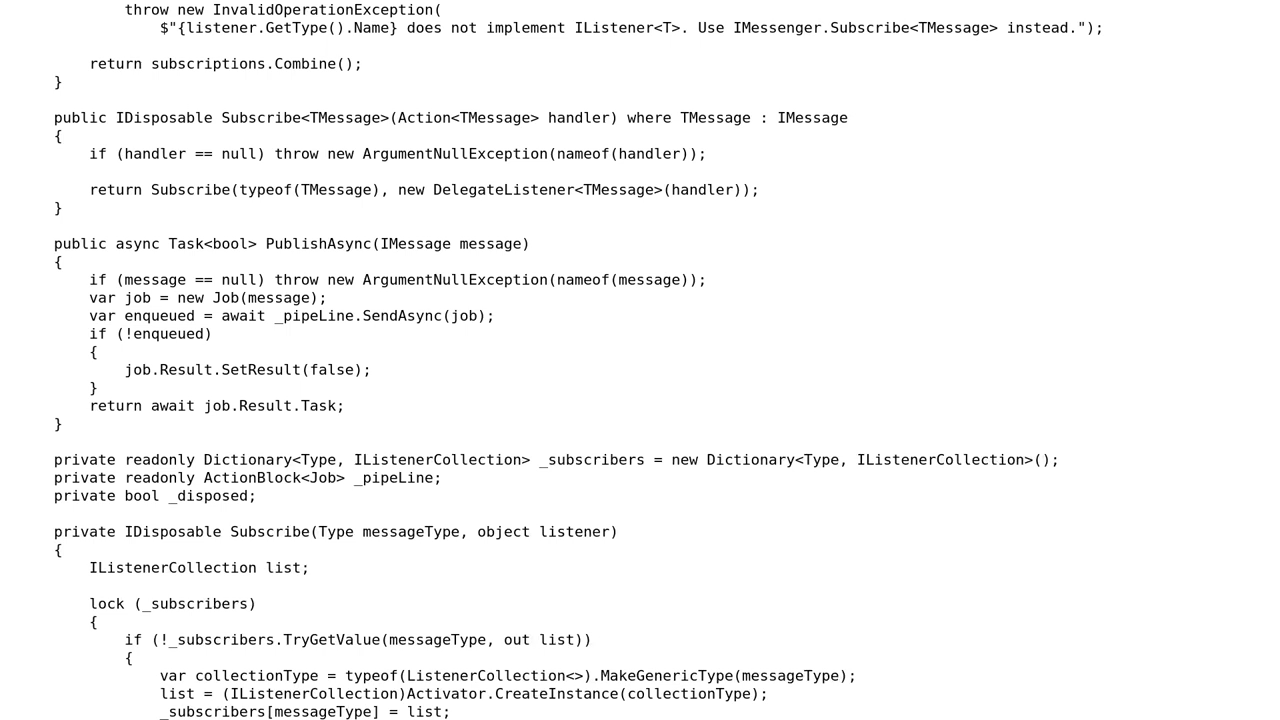 throw new InvalidOperationException(
$"{listener.GetType().Name} does not implement IListener<T>. Use IMessenger.Subscribe<TMessage> instead.");
return subscriptions.Combine();
}
public IDisposable Subscribe<TMessage>(Action<TMessage> handler) where TMessage : IMessage
{
if (handler == null) throw new ArgumentNullException(nameof(handler));
return Subscribe(typeof(TMessage), new DelegateListener<TMessage>(handler));
}
public async Task<bool> PublishAsync(IMessage message)
{
if (message == null) throw new ArgumentNullException(nameof(message));
var job = new Job(message);
var enqueued = await _pipeLine.SendAsync(job);
if (!enqueued)
{
job.Result.SetResult(false);
}
return await job.Result.Task;
}
private readonly Dictionary<Type, IListenerCollection> _subscribers = new Dictionary<Type, IListenerCollection>();
private readonly ActionBlock<Job> _pipeLine;
private bool _disposed;
private IDisposable Subscribe(Type messageType, object listener)
{
IListenerCollection list;
lock (_subscribers)
{
if (!_subscribers.TryGetValue(messageType, out list))
{
var collectionType = typeof(ListenerCollection<>).MakeGenericType(messageType);
list = (IListenerCollection)Activator.CreateInstance(collectionType);
_subscribers[messageType] = list;